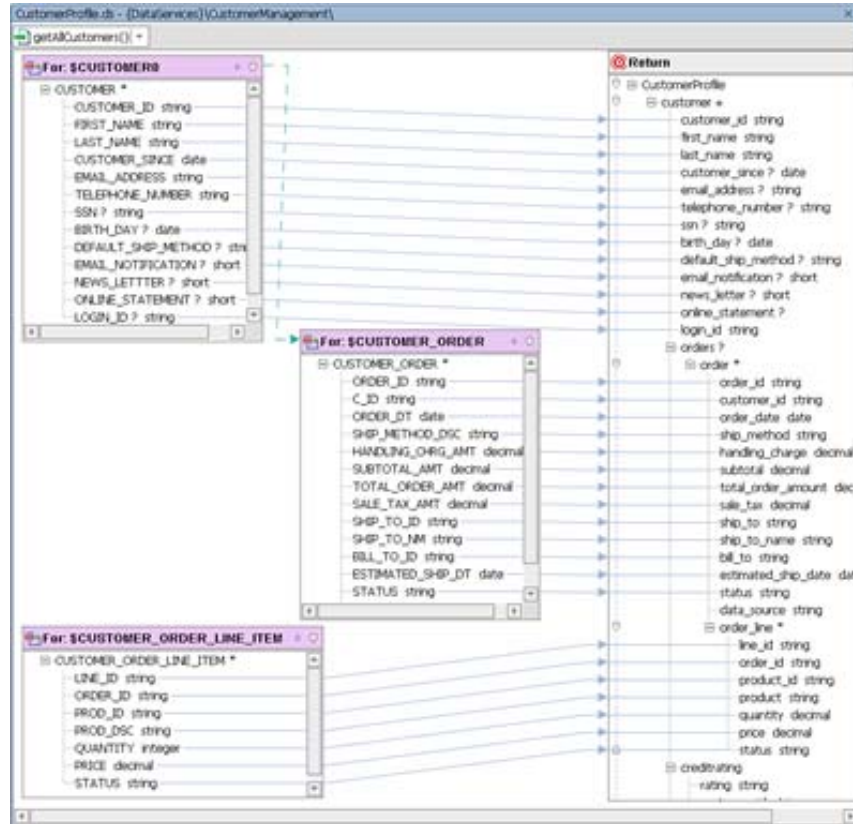 CustomerProfile.ds - {DataServices}\CustomerManagement\
getAllCustomers()
For: $CUSTOMER0
CUSTOMER *
CUSTOMER_ID string
FIRST_NAME string
LAST_NAME string
CUSTOMER_SINCE date
EMAIL_ADDRESS string
TELEPHONE_NUMBER string
SSN ? string
BIRTH_DAY ? date
DEFAULT_SHIP_METHOD ? stri
EMAIL_NOTIFICATION ? short
NEWS_LETTTER ? short
ONLINE_STATEMENT ? short
LOGIN_ID ? string
For: $CUSTOMER_ORDER
CUSTOMER_ORDER *
ORDER_ID string
C_ID string
ORDER_DT date
SHIP_METHOD_DSC string
HANDLING_CHRG_AMT decimal
SUBTOTAL_AMT decimal
TOTAL_ORDER_AMT decimal
SALE_TAX_AMT decimal
SHIP_TO_ID string
SHIP_TO_NM string
BILL_TO_ID string
ESTIMATED_SHIP_DT date
STATUS string
For: $CUSTOMER_ORDER_LINE_ITEM
CUSTOMER_ORDER_LINE_ITEM *
LINE_ID string
ORDER_ID string
PROD_ID string
PROD_DSC string
QUANTITY integer
PRICE decimal
STATUS string
Return
CustomerProfile
customer +
customer_id string
first_name string
last_name string
customer_since ? date
email_address ? string
telephone_number ? string
ssn ? string
birth_day ? date
default_ship_method ? string
email_notification ? short
news_letter ? short
online_statement ?
login_id string
orders ?
order *
order_id string
customer_id string
order_date date
ship_method string
handling_charge decimal
subtotal decimal
total_order_amount dec
sale_tax decimal
ship_to string
ship_to_name string
bill_to string
estimated_ship_date dat
status string
data_source string
order_line *
line_id string
order_id string
product_id string
product string
quantity decimal
price decimal
status string
creditrating
rating string